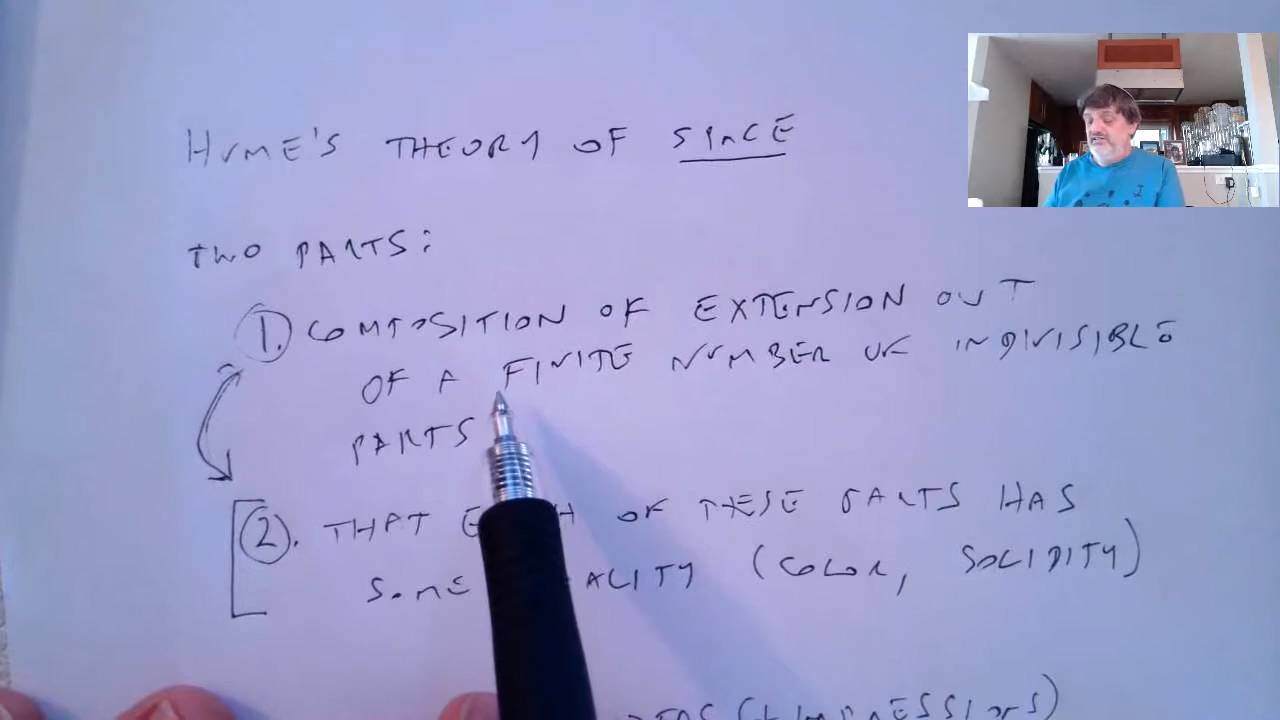 HUME'S THEORY OF SPACE
TWO PARTS:
1. COMPOSITION OF EXTENSION OUT
OF A FINITE NUMBER OF INDIVISIBLE
PARTS
2. THAT OF THESE PARTS HAS
SOME (COLOR, SOLIDITY)